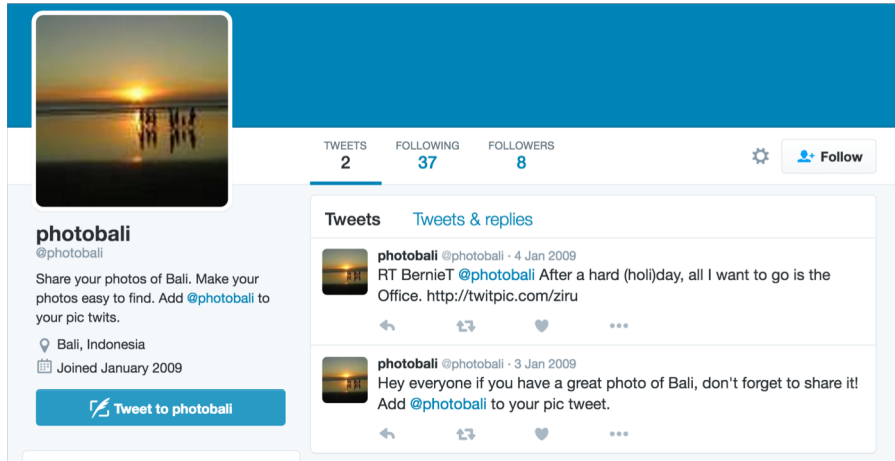 TWEETS
2
FOLLOWING
37
FOLLOWERS
8
Follow
photobali
@photobali
Share your photos of Bali. Make your
photos easy to find. Add @photobali to
your pic twits.
Bali, Indonesia
Joined January 2009
Tweet to photobali
Tweets Tweets & replies
photobali @photobali · 4 Jan 2009
RT BernieT @photobali After a hard (holi)day, all I want to go is the
Office. http://twitpic.com/ziru
photobali @photobali · 3 Jan 2009
Hey everyone if you have a great photo of Bali, don't forget to share it!
Add @photobali to your pic tweet.